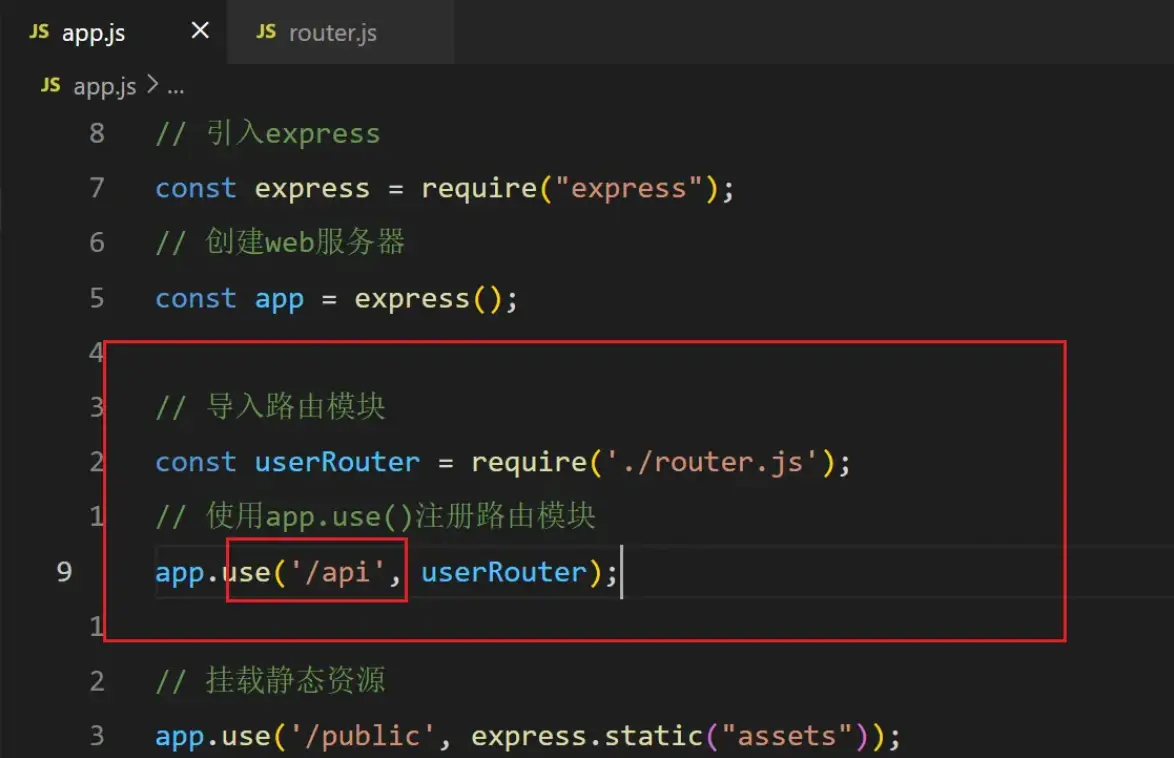 JS app.js × JS router.js
JS app.js > ...
8 // 引入express
7 const express = require("express");
6 // 创建web服务器
5 const app = express();
4
3 // 导入路由模块
2 const userRouter = require('./router.js');
1 // 使用app.use()注册路由模块
9 app.use('/api', userRouter);
1
2 // 挂载静态资源
3 app.use('/public', express.static("assets"));